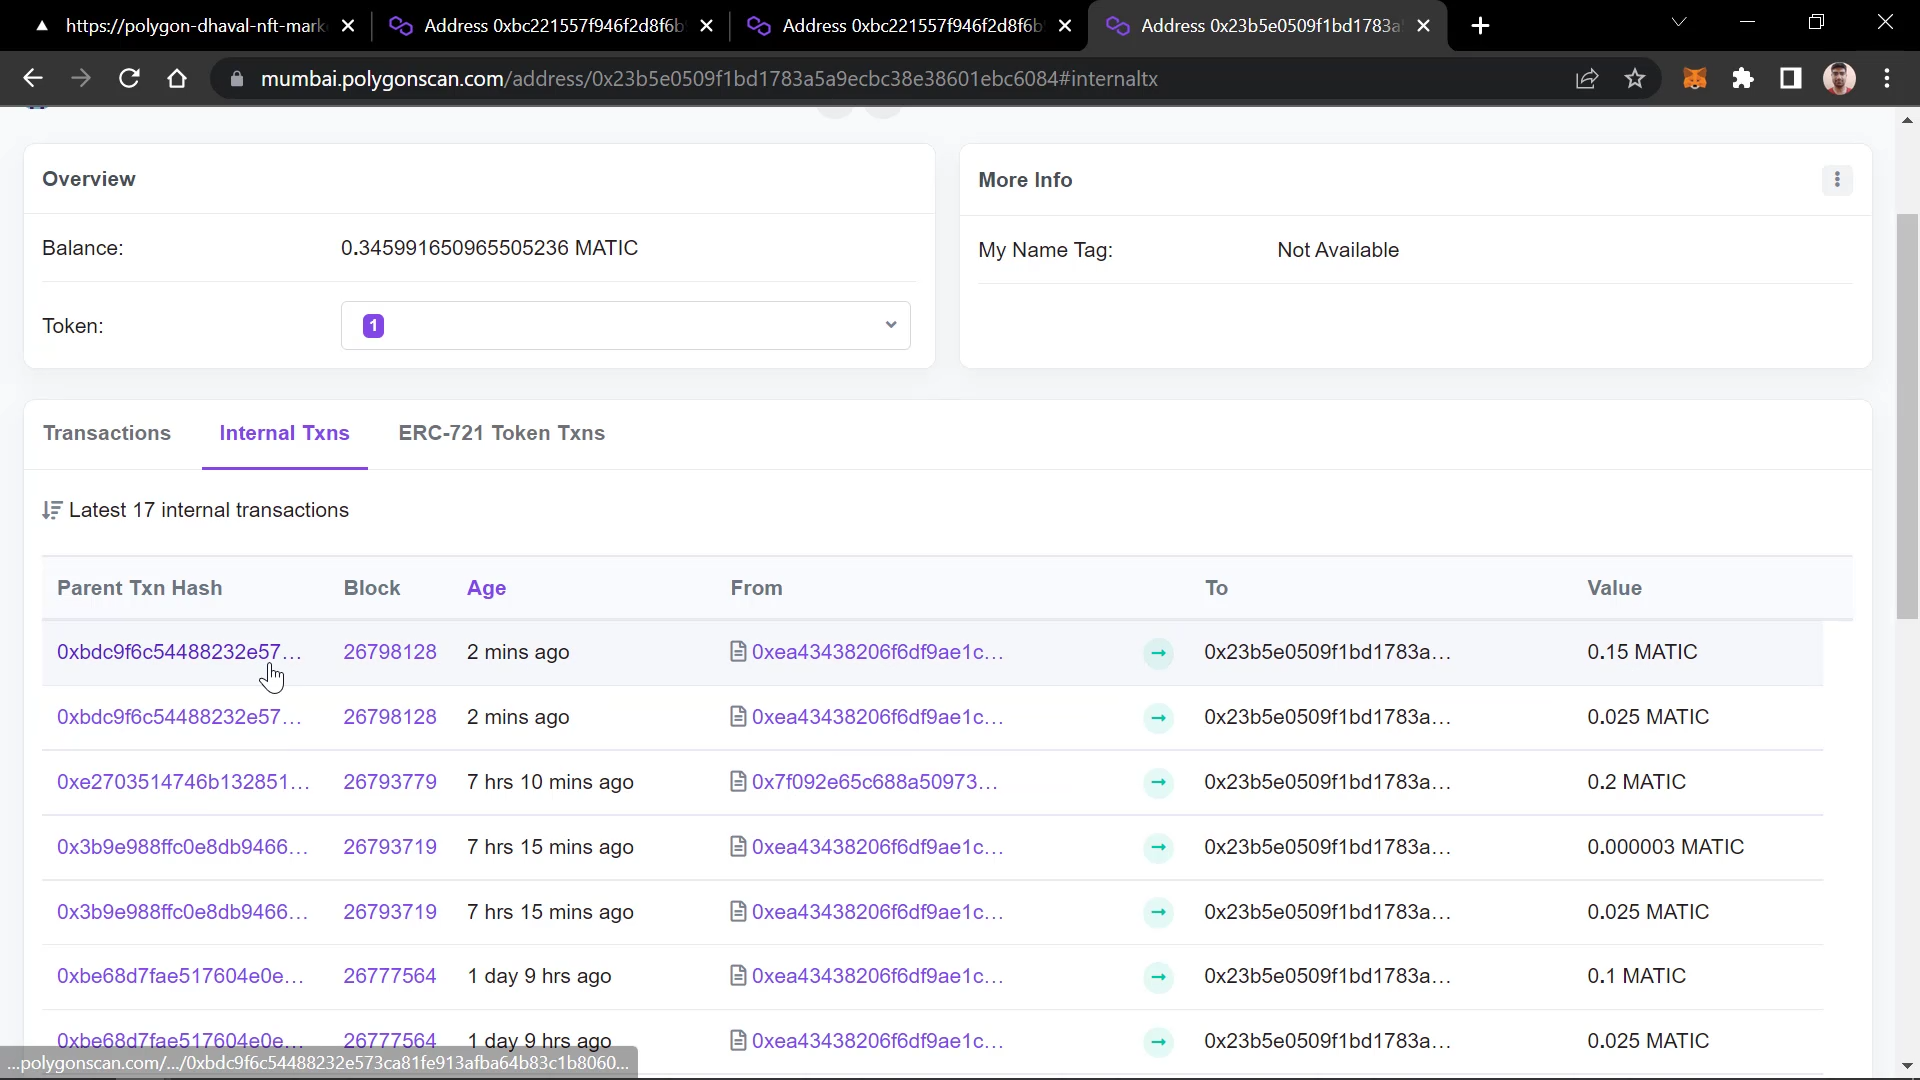 https://polygon-dhaval-nft-mark
Address 0xbc221557f946f2d8f6b
Address 0xbc221557f946f2d8f6b
Address 0x23b5e0509f1bd1783a
mumbai.polygonscan.com/address/0x23b5e0509f1bd1783a5a9ecbc38e38601ebc6084#internaltx
Overview
Balance: 0.345991650965505236 MATIC
Token: 1
More Info
My Name Tag: Not Available
Transactions Internal Txns ERC-721 Token Txns
Latest 17 internal transactions
Parent Txn Hash Block Age From To Value
0xbdc9f6c54488232e57... 26798128 2 mins ago 0xea43438206f6df9ae1c... → 0x23b5e0509f1bd1783a... 0.15 MATIC
0xbdc9f6c54488232e57... 26798128 2 mins ago 0xea43438206f6df9ae1c... → 0x23b5e0509f1bd1783a... 0.025 MATIC
0xe2703514746b132851... 26793779 7 hrs 10 mins ago 0x7f092e65c688a50973... → 0x23b5e0509f1bd1783a... 0.2 MATIC
0x3b9e988ffc0e8db9466... 26793719 7 hrs 15 mins ago 0xea43438206f6df9ae1c... → 0x23b5e0509f1bd1783a... 0.000003 MATIC
0x3b9e988ffc0e8db9466... 26793719 7 hrs 15 mins ago 0xea43438206f6df9ae1c... → 0x23b5e0509f1bd1783a... 0.025 MATIC
0xbe68d7fae517604e0e... 26777564 1 day 9 hrs ago 0xea43438206f6df9ae1c... → 0x23b5e0509f1bd1783a... 0.1 MATIC
0xbe68d7fae517604e0e... 26777564 1 day 9 hrs ago 0xea43438206f6df9ae1c... → 0x23b5e0509f1bd1783a... 0.025 MATIC
...polygonscan.com/.../0xbdc9f6c54488232e573ca81fe913afba64b83c1b8060...